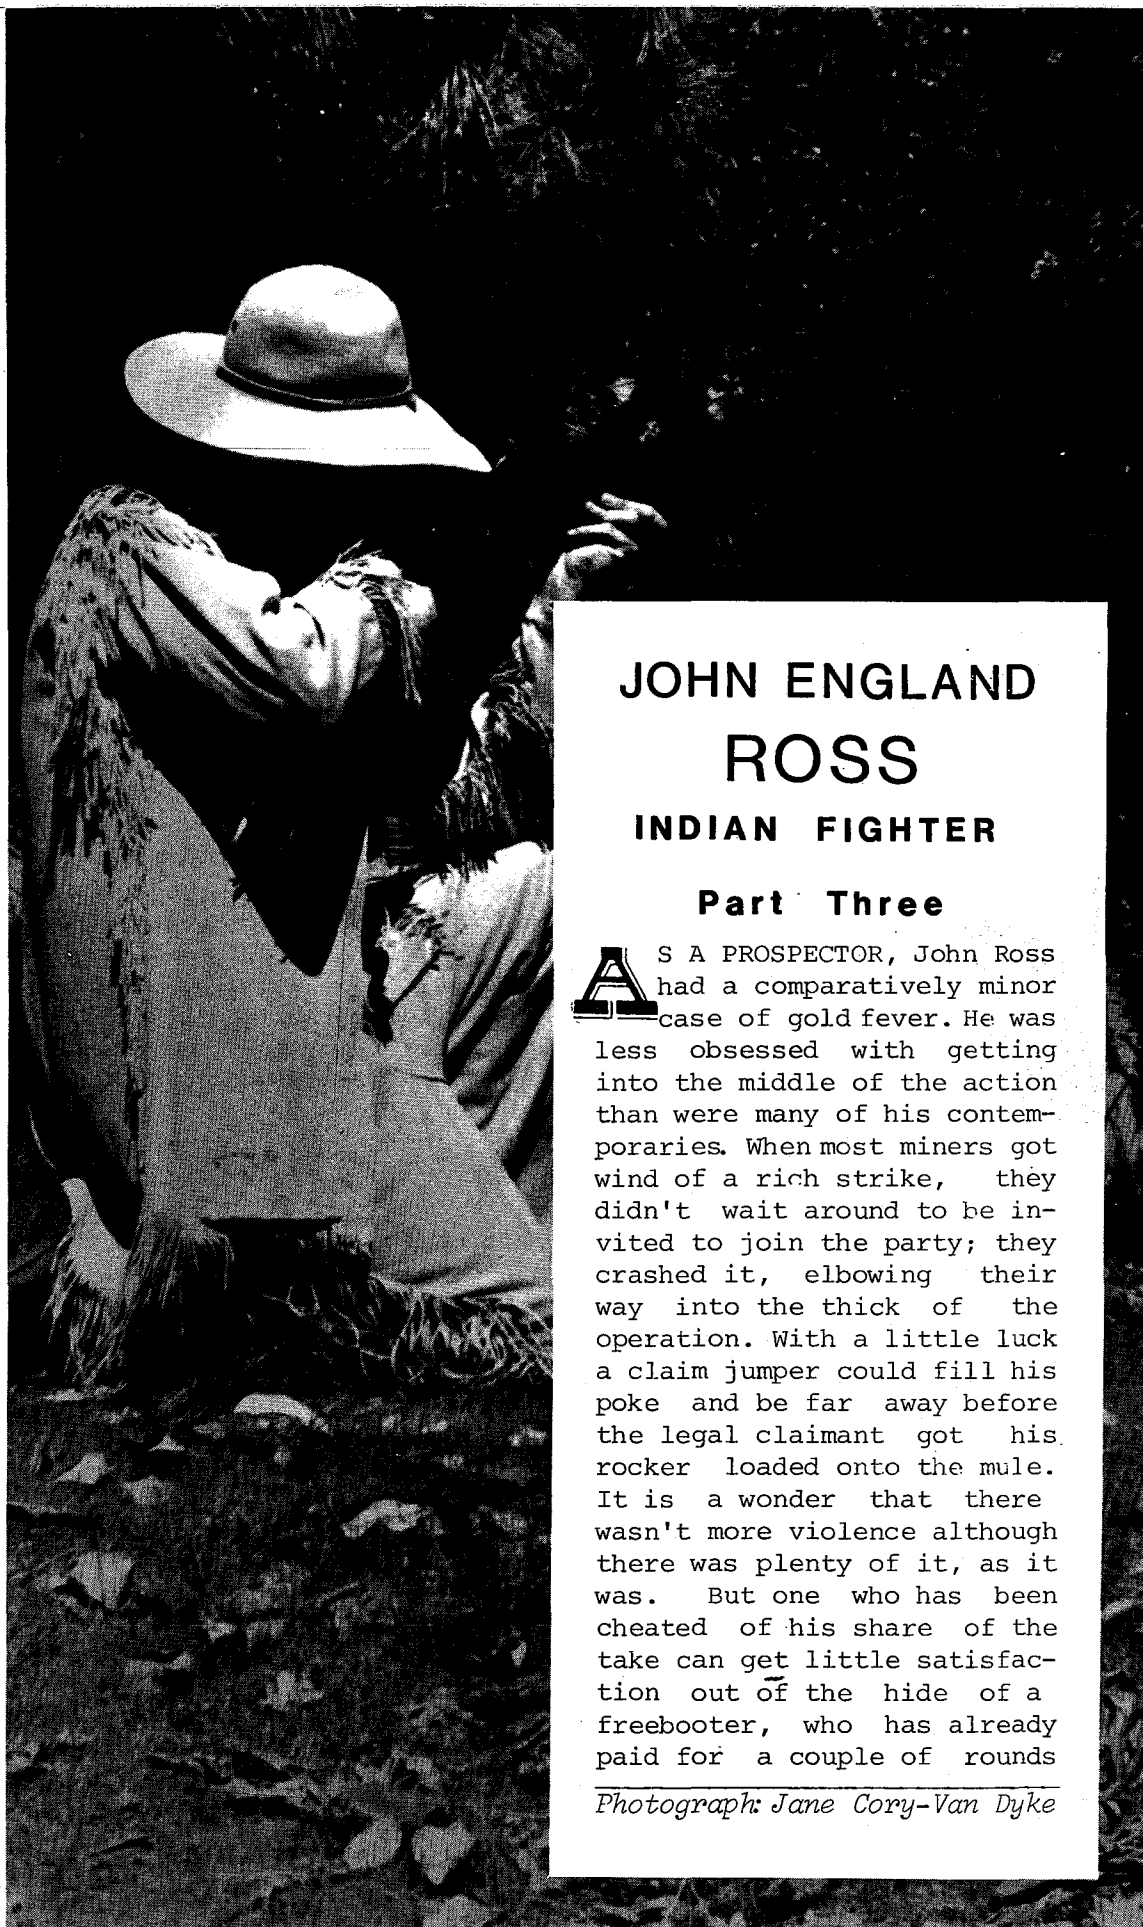 JOHN ENGLAND
ROSS
INDIAN FIGHTER
Part Three
AS A PROSPECTOR, John Ross
had a comparatively minor
case of gold fever. He was
less obsessed with getting
into the middle of the action
than were many of his contem-
poraries. When most miners got
wind of a rich strike, they
didn't wait around to be in-
vited to join the party; they
crashed it, elbowing their
way into the thick of the
operation. With a little luck
a claim jumper could fill his
poke and be far away before
the legal claimant got his
rocker loaded onto the mule.
It is a wonder that there
wasn't more violence although
there was plenty of it, as it
was. But one who has been
cheated of his share of the
take can get little satisfac-
tion out of the hide of a
freebooter, who has already
paid for a couple of rounds
Photograph: Jane Cory-Van Dyke